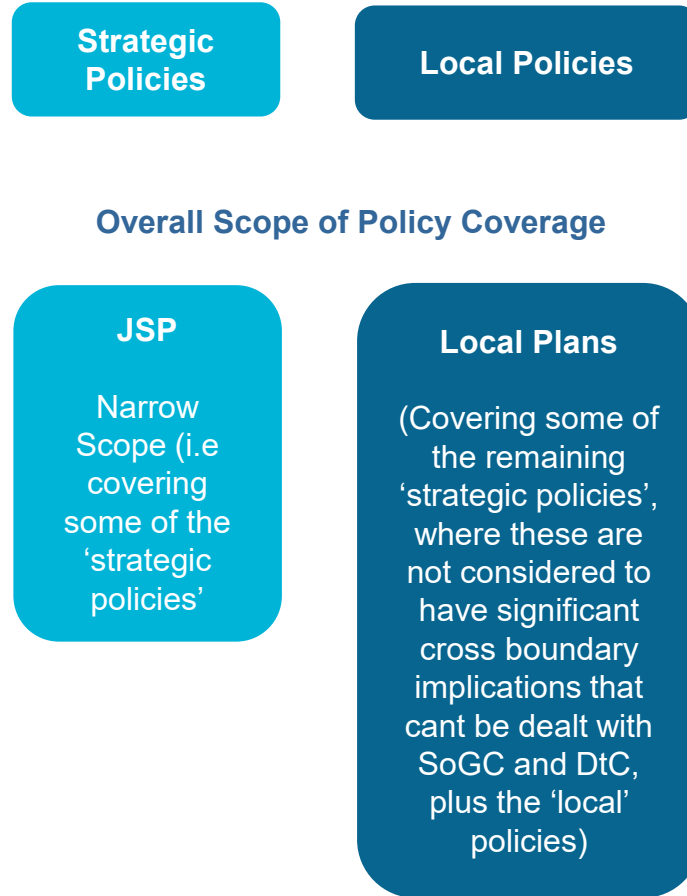 Strategic
Policies
Local Policies
Overall Scope of Policy Coverage
JSP
Narrow
Scope (i.e
covering
some of the
‘strategic
policies’
Local Plans
(Covering some of
the remaining
‘strategic policies’,
where these are
not considered to
have significant
cross boundary
implications that
cant be dealt with
SoGC and DtC,
plus the ‘local’
policies)